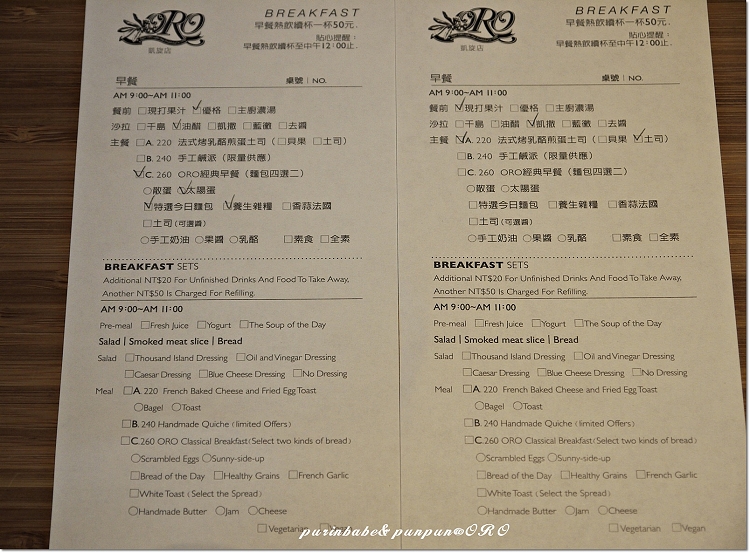 ORO
凱旋店
BREAKFAST
早餐熱飲續杯一杯50元.
貼心提醒：
早餐熱飲續杯至中午12:00止.
早餐 桌號｜NO.
AM 9:00~AM 11:00
餐前 □現打果汁 □優格 □主廚濃湯
沙拉 □千島 □油醋 □凱撒 □藍黴 □去醬
主餐 □A. 220 法式烤乳酪煎蛋土司（□貝果 □土司）
□B. 240 手工鹹派（限量供應）
□C. 260 ORO經典早餐（麵包四選二）
○散蛋 ○太陽蛋
□特選今日麵包 □養生雜糧 □香蒜法國
□土司(可選醬)
○手工奶油 ○果醬 ○乳酪 □素食 □全素
BREAKFAST SETS
Additional NT$20 For Unfinished Drinks And Food To Take Away,
Another NT$50 Is Charged For Refilling.
AM 9:00~AM 11:00
Pre-meal □Fresh Juice □Yogurt □The Soup of the Day
Salad | Smoked meat slice | Bread
Salad □Thousand Island Dressing □Oil and Vinegar Dressing
□Caesar Dressing □Blue Cheese Dressing □No Dressing
Meal □A. 220 French Baked Cheese and Fried Egg Toast
○Bagel ○Toast
□B. 240 Handmade Quiche (limited Offers)
□C.260 ORO Classical Breakfast(Select two kinds of bread)
○Scrambled Eggs ○Sunny-side-up
□Bread of the Day □Healthy Grains □French Garlic
□White Toast (Select the Spread)
○Handmade Butter ○Jam ○Cheese
□Vegetarian □Vegan
ORO
凱旋店
BREAKFAST
早餐熱飲續杯一杯50元.
貼心提醒：
早餐熱飲續杯至中午12:00止.
早餐 桌號｜NO.
AM 9:00~AM 11:00
餐前 □現打果汁 □優格 □主廚濃湯
沙拉 □千島 □油醋 □凱撒 □藍黴 □去醬
主餐 □A. 220 法式烤乳酪煎蛋土司（□貝果 □土司）
□B. 240 手工鹹派（限量供應）
□C. 260 ORO經典早餐（麵包四選二）
○散蛋 ○太陽蛋
□特選今日麵包 □養生雜糧 □香蒜法國
□土司(可選醬)
○手工奶油 ○果醬 ○乳酪 □素食 □全素
BREAKFAST SETS
Additional NT$20 For Unfinished Drinks And Food To Take Away,
Another NT$50 Is Charged For Refilling.
AM 9:00~AM 11:00
Pre-meal □Fresh Juice □Yogurt □The Soup of the Day
Salad | Smoked meat slice | Bread
Salad □Thousand Island Dressing □Oil and Vinegar Dressing
□Caesar Dressing □Blue Cheese Dressing □No Dressing
Meal □A. 220 French Baked Cheese and Fried Egg Toast
○Bagel ○Toast
□B. 240 Handmade Quiche (limited Offers)
□C.260 ORO Classical Breakfast(Select two kinds of bread)
○Scrambled Eggs ○Sunny-side-up
□Bread of the Day □Healthy Grains □French Garlic
□White Toast (Select the Spread)
○Handmade Butter ○Jam ○Cheese
□Vegetarian □Vegan
purinbabe& punpun@ORO